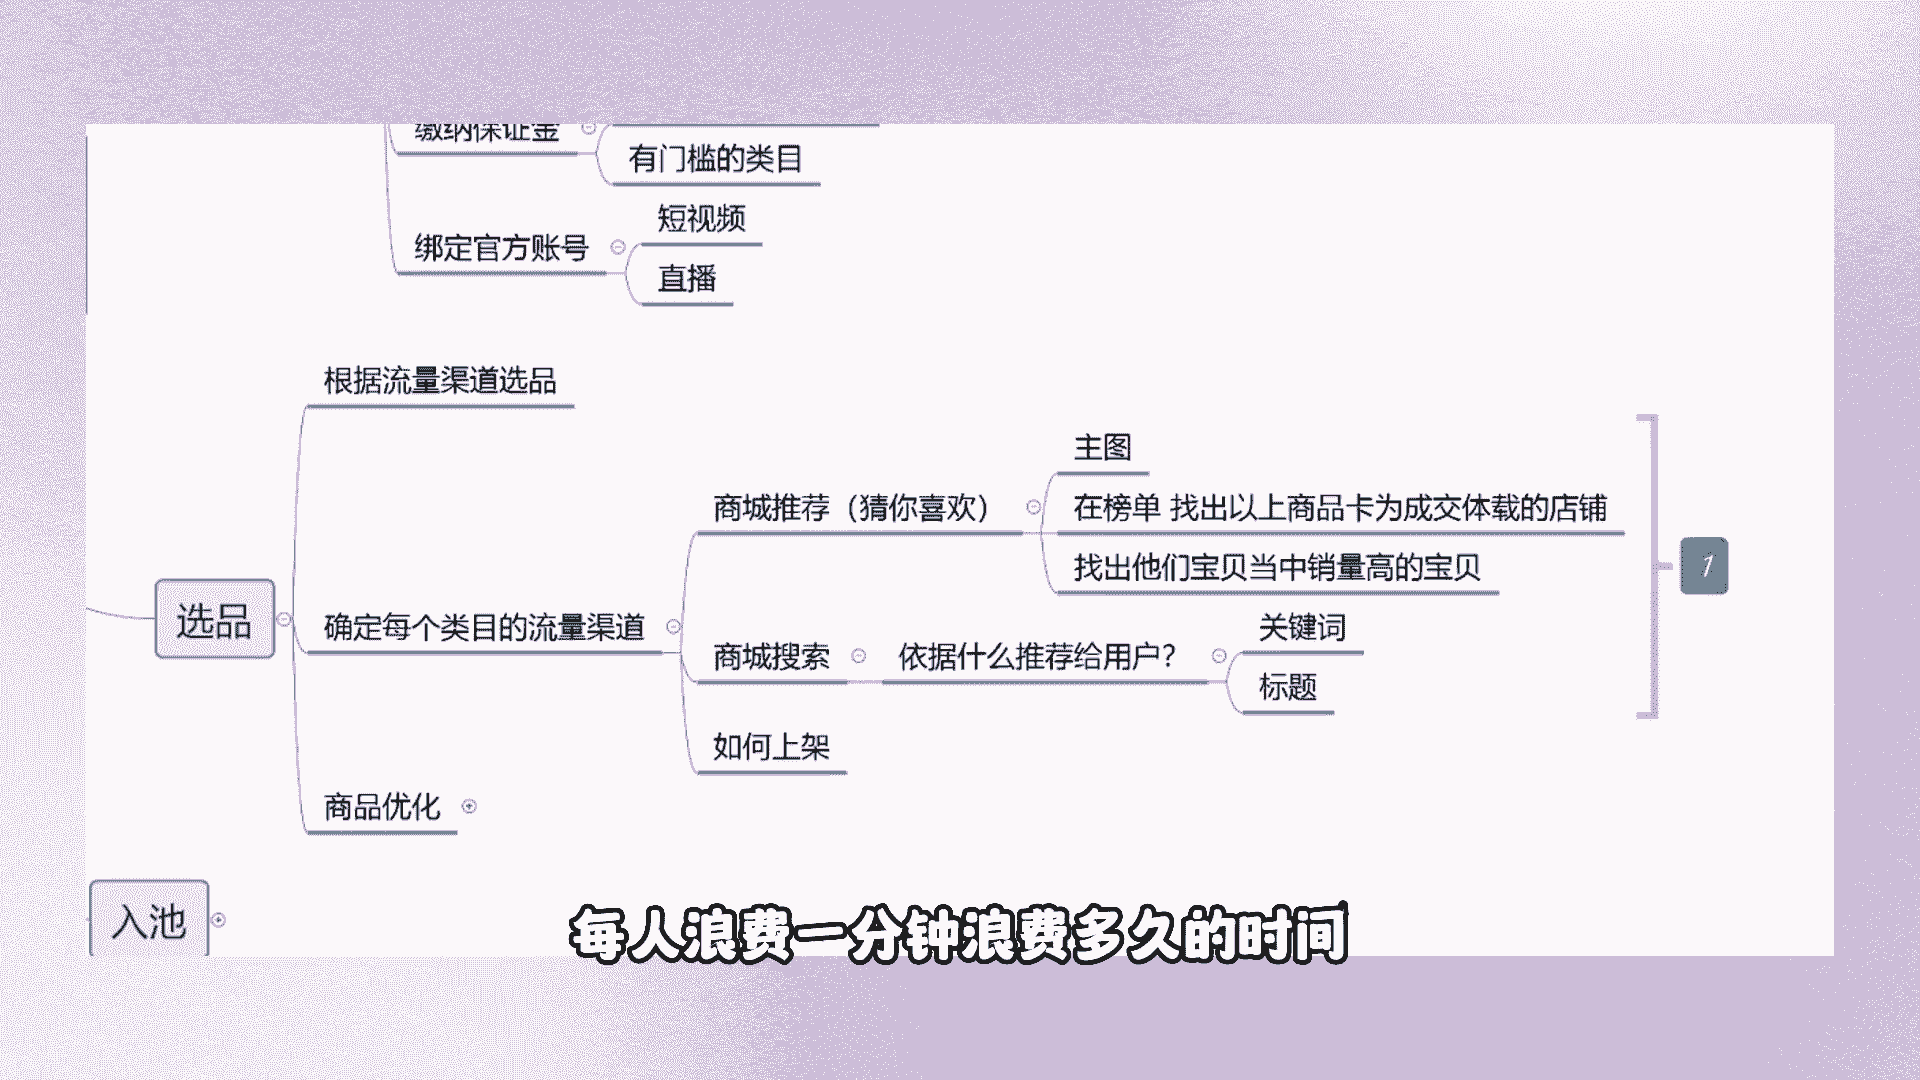 缴纳保证金
有门槛的类目
绑定官方账号
短视频
直播
选品
根据流量渠道选品
确定每个类目的流量渠道
商城推荐（猜你喜欢）
主图
在榜单 找出以上商品卡为成交体载的店铺
找出他们宝贝当中销量高的宝贝
商城搜索
依据什么推荐给用户？
关键词
标题
如何上架
1
商品优化
入池
每人浪费一分钟浪费多久的时间